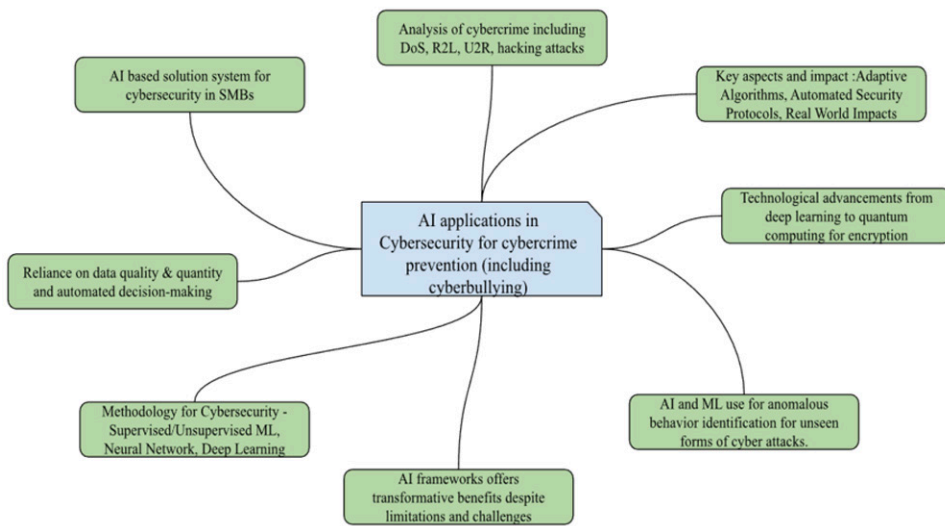 Analysis of cybercrime including
DoS, R2L, U2R, hacking attacks
AI based solution system for
cybersecurity in SMBs
Key aspects and impact :Adaptive
Algorithms, Automated Security
Protocols, Real World Impacts
Technological advancements from
deep learning to quantum
computing for encryption
AI applications in
Cybersecurity for cybercrime
prevention (including
cyberbullying)
Reliance on data quality & quantity
and automated decision-making
Methodology for Cybersecurity -
Supervised/Unsupervised ML,
Neural Network, Deep Learning
AI and ML use for anomalous
behavior identification for unseen
forms of cyber attacks.
AI frameworks offers
transformative benefits despite
limitations and challenges